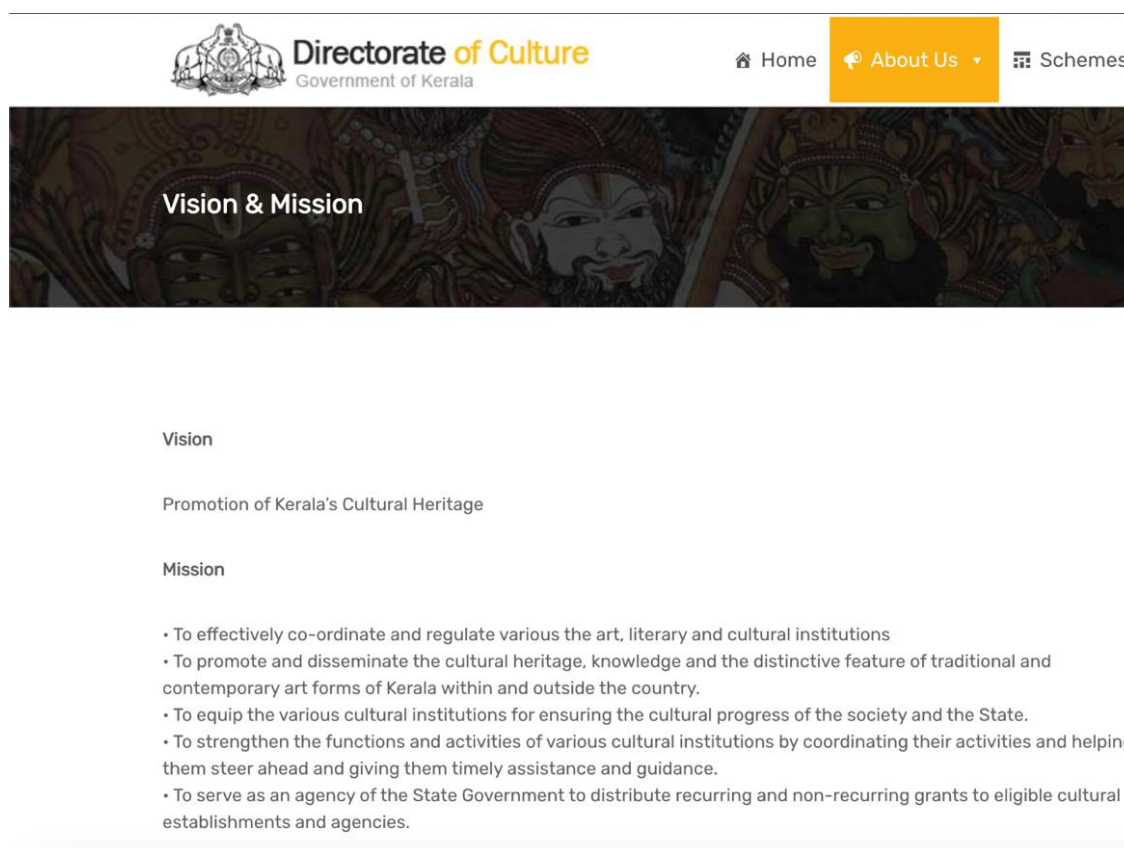 Directorate of Culture
Government of Kerala
Home
About Us
Schemes
Vision & Mission
Vision
Promotion of Kerala's Cultural Heritage
Mission
• To effectively co-ordinate and regulate various the art, literary and cultural institutions
• To promote and disseminate the cultural heritage, knowledge and the distinctive feature of traditional and
contemporary art forms of Kerala within and outside the country.
• To equip the various cultural institutions for ensuring the cultural progress of the society and the State.
• To strengthen the functions and activities of various cultural institutions by coordinating their activities and helping
them steer ahead and giving them timely assistance and guidance.
• To serve as an agency of the State Government to distribute recurring and non-recurring grants to eligible cultural
establishments and agencies.